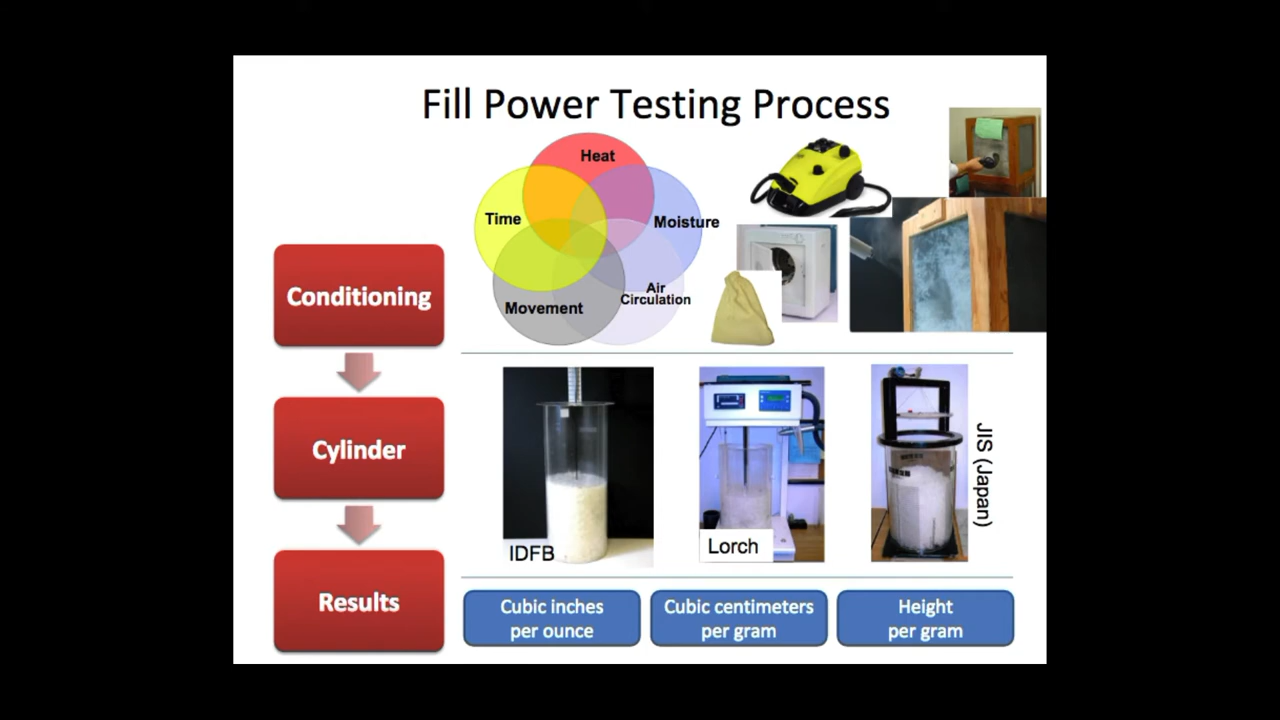 Fill Power Testing Process
Heat
Time
Moisture
Air
Circulation
Movement
Conditioning
Cylinder
IDFB
Lorch
JIS (Japan)
Results
Cubic inches
per ounce
Cubic centimeters
per gram
Height
per gram